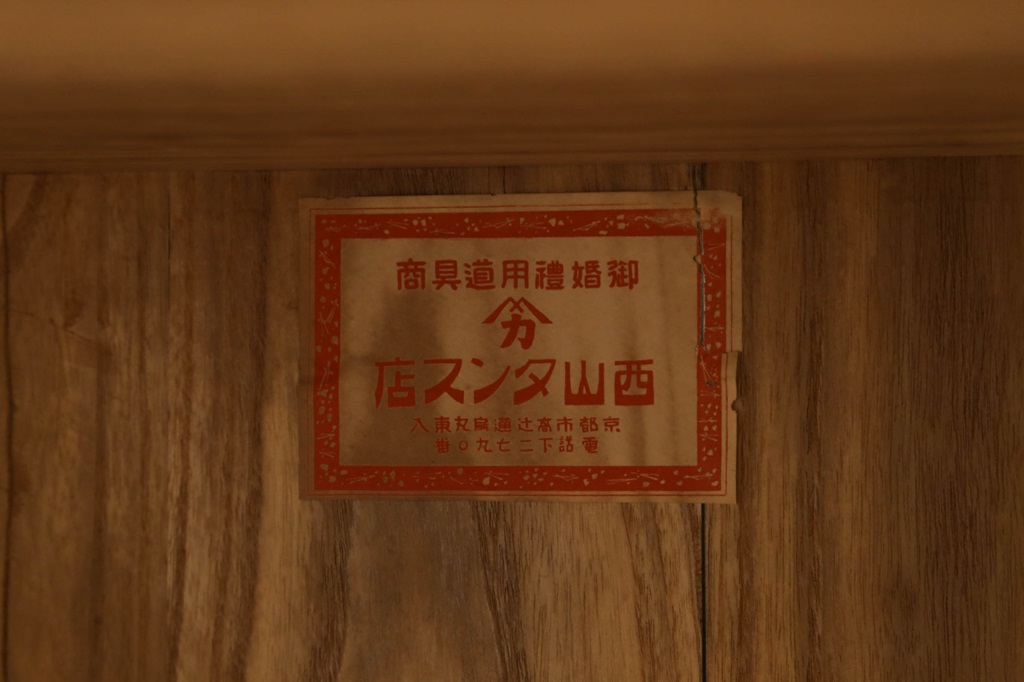 御婚禮用道具商
カ
西山タンス店
京都市高辻通烏丸東入
電話下二七九〇番